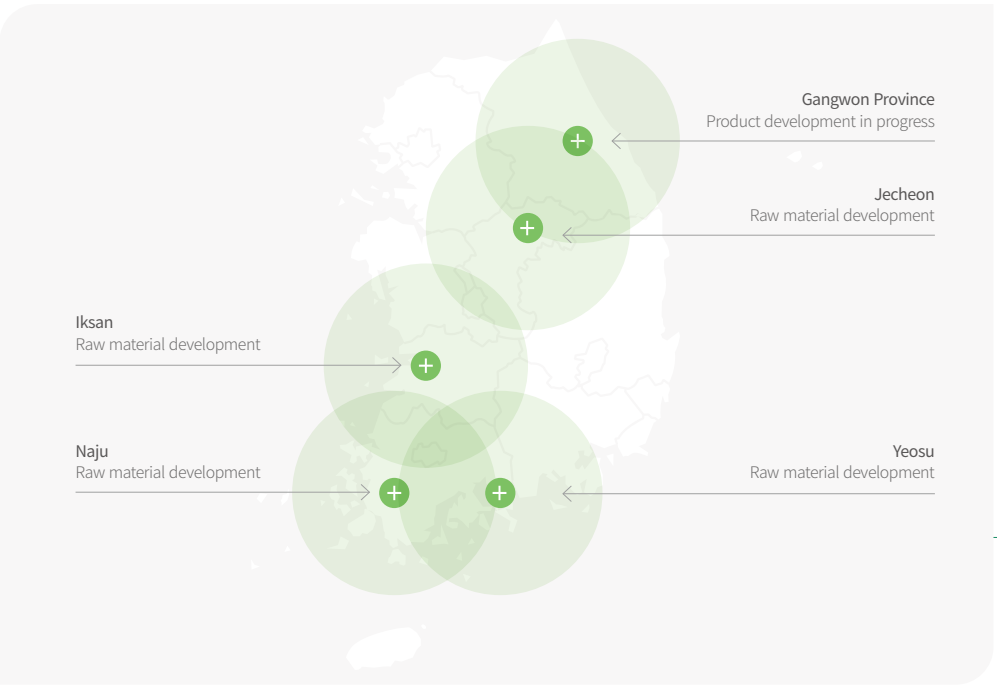 Gangwon Province
Product development in progress
Jecheon
Raw material development
Iksan
Raw material development
Naju
Raw material development
Yeosu
Raw material development